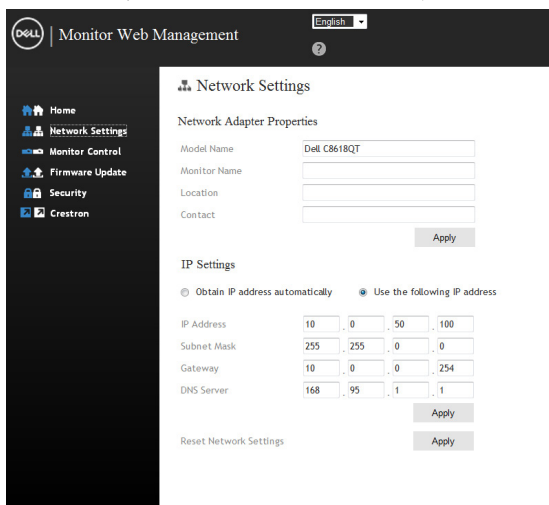 DELL | Monitor Web Management
English
?
Home
Network Settings
Monitor Control
Firmware Update
Security
Crestron
Network Settings
Network Adapter Properties
Model Name Dell C8618QT
Monitor Name
Location
Contact
Apply
IP Settings
Obtain IP address automatically Use the following IP address
IP Address 10 . 0 . 50 . 100
Subnet Mask 255 . 255 . 0 . 0
Gateway 10 . 0 . 0 . 254
DNS Server 168 . 95 . 1 . 1
Apply
Reset Network Settings Apply